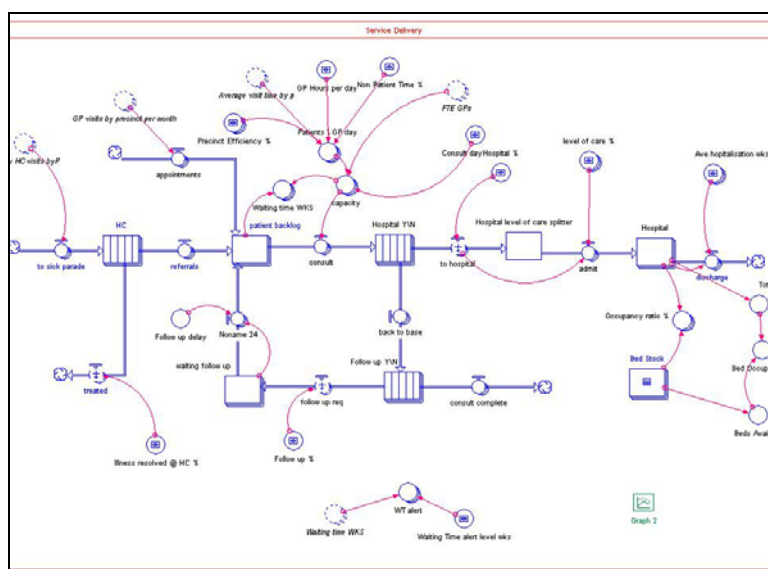 Service Delivery
GP Hours per day
Non Patient Time %
Average visit time by p
FTE GPs
GP visits by precinct per month
Precinct Efficiency %
Patients \ GP day
Consult day
Hospital %
level of care %
Ave hopitalisation wks
HC visits byP
appointments
Waiting time WKS
capacity
HC
patient backlog
Hospital Y\N
Hospital level of care splitter
Hospital
to sick parade
referrals
consult
to hospital
admit
discharge
Tot
Follow up delay
Noname 24
back to base
Occupancy ratio %
waiting follow up
Follow up Y\N
Bed Stock
Bed Occup
treated
follow up req
consult complete
Beds Avai
Illness resolved @ HC %
Follow up %
WT alert
Waiting time WKS
Waiting Time alert level wks
Graph 2